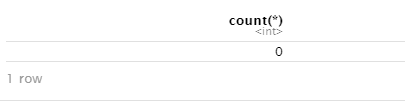 count(*)
<int>
0
1 row